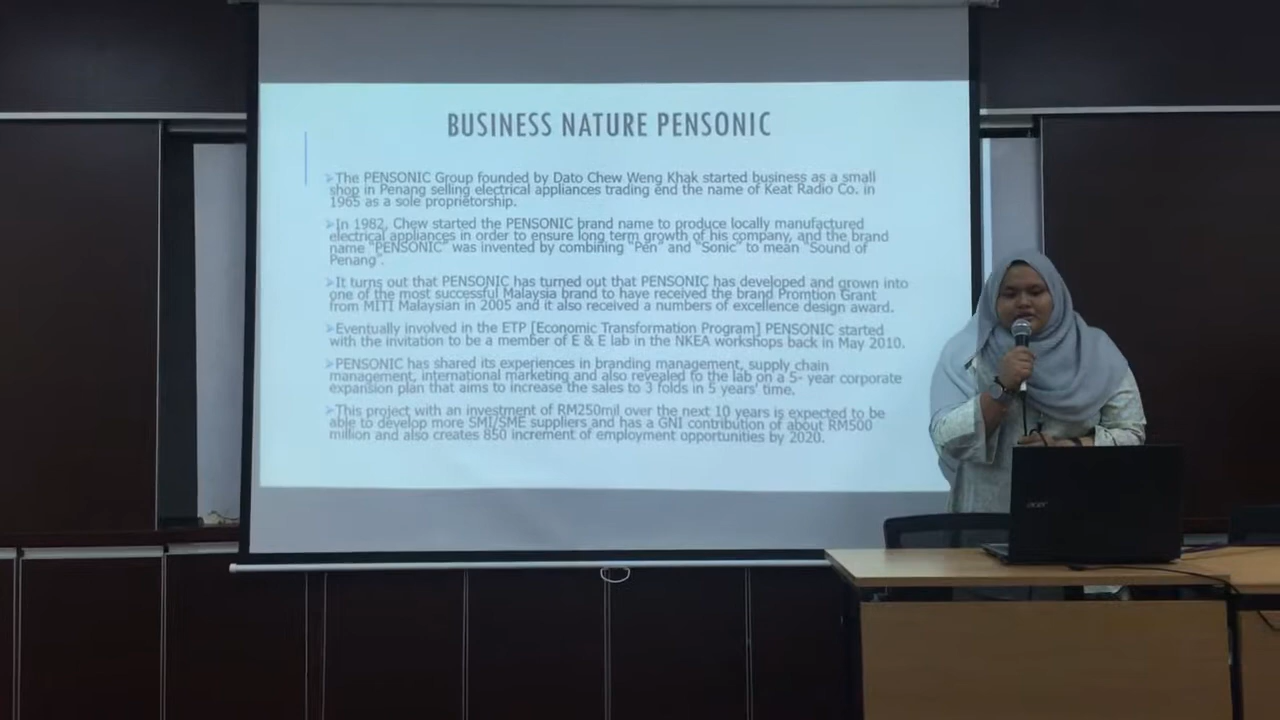 BUSINESS NATURE PENSONIC
➢The PENSONIC Group founded by Dato Chew Weng Khak started business as a small
shop in Penang selling electrical appliances trading end the name of Keat Radio Co. in
1965 as a sole proprietorship.
➢In 1982, Chew started the PENSONIC brand name to produce locally manufactured
electrical appliances in order to ensure long term growth of his company, and the brand
name "PENSONIC" was invented by combining "Pen" and "Sonic" to mean "Sound of
Penang".
➢It turns out that PENSONIC has turned out that PENSONIC has developed and grown into
one of the most successful Malaysia brand to have received the brand Promtion Grant
from MITI Malaysian in 2005 and it also received a numbers of excellence design award.
➢Eventually involved in the ETP [Economic Transformation Program] PENSONIC started
with the invitation to be a member of E & E lab in the NKEA workshops back in May 2010.
➢PENSONIC has shared its experiences in branding management, supply chain
management, international marketing and also revealed to the lab on a 5- year corporate
expansion plan that aims to increase the sales to 3 folds in 5 years' time.
➢This project with an investment of RM250mil over the next 10 years is expected to be
able to develop more SMI/SME suppliers and has a GNI contribution of about RM500
million and also creates 850 increment of employment opportunities by 2020.
acer